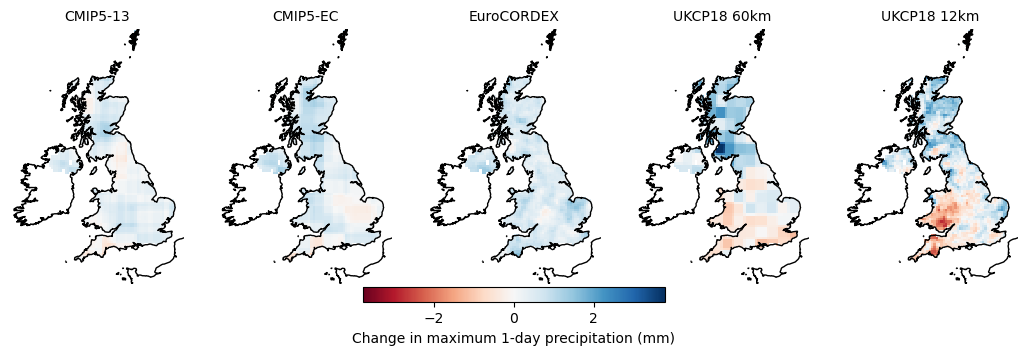 CMIP5-13 CMIP5-EC EuroCORDEX UKCP18 60km UKCP18 12km
−2 0 2
Change in maximum 1-day precipitation (mm)